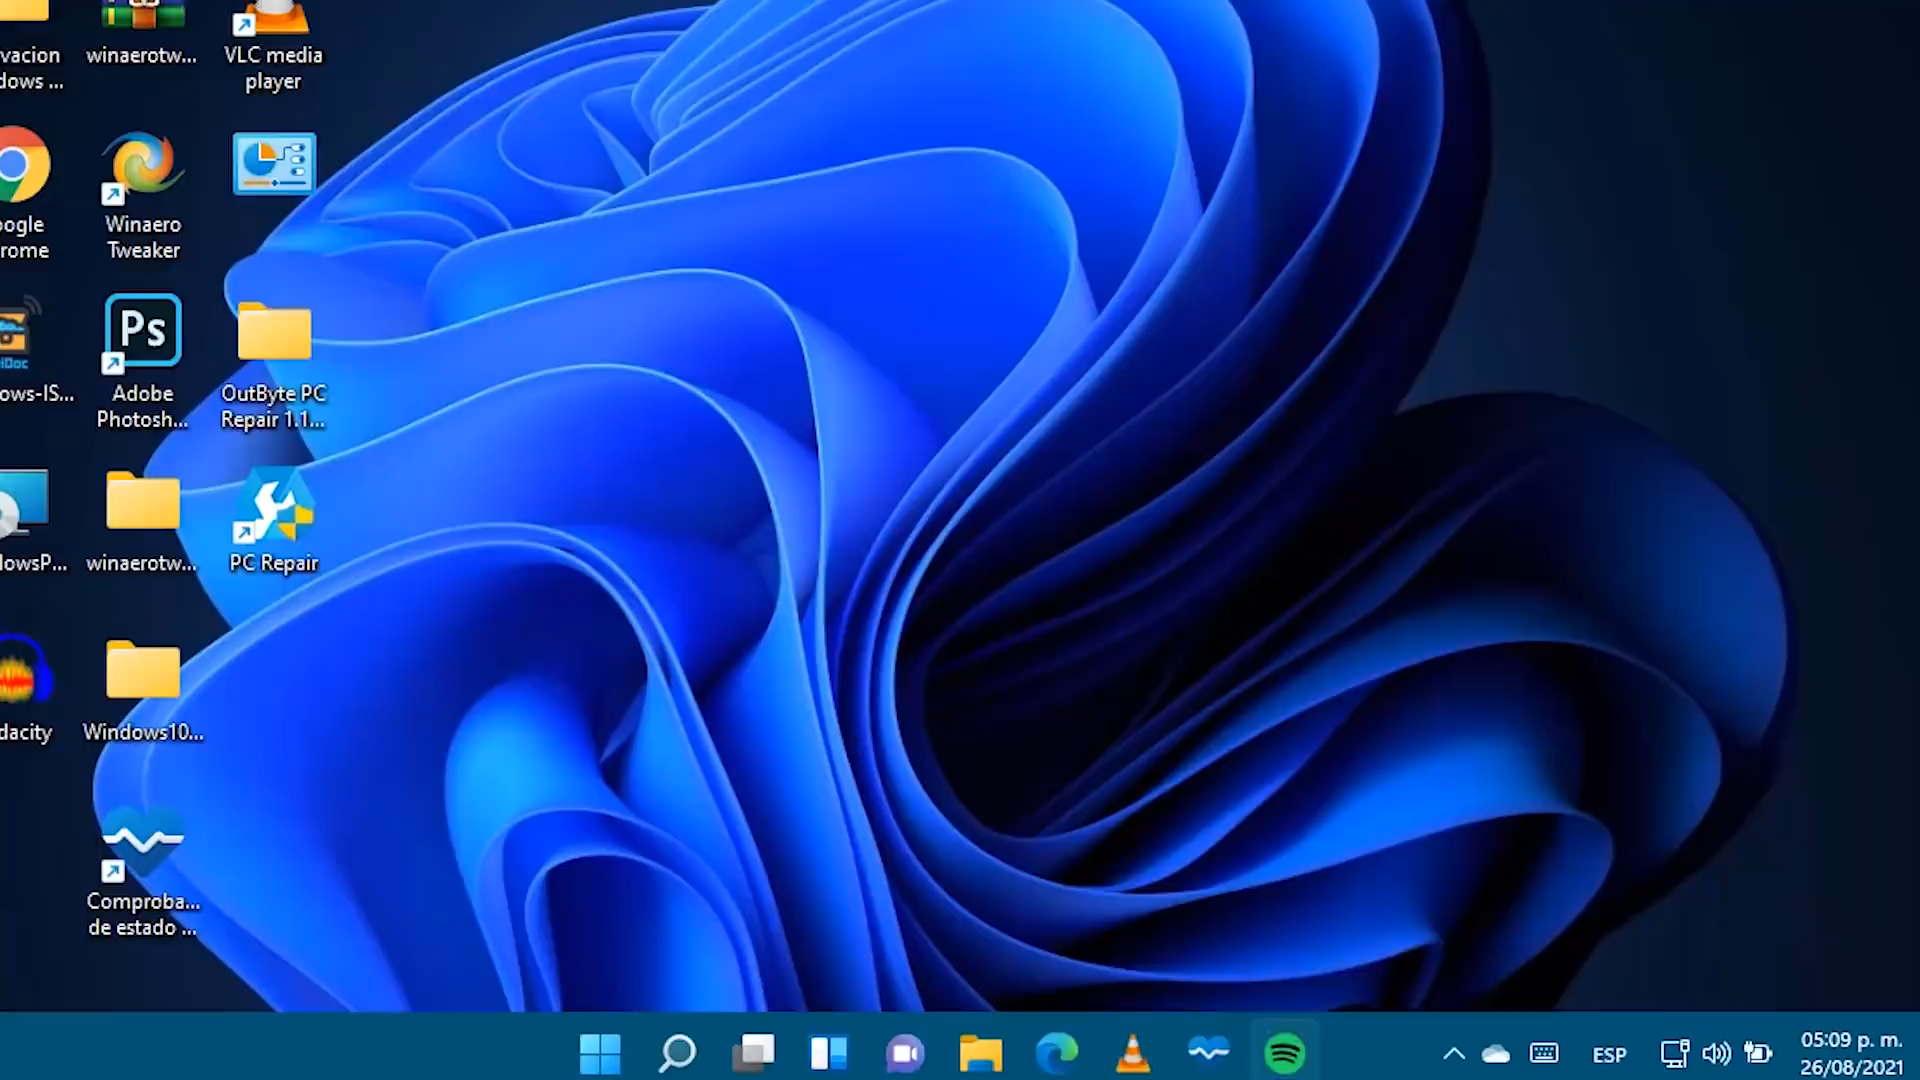 vacion
dows ...
winaerotw...
VLC media
player
ogle
rome
Winaero
Tweaker
iDoc
ows-IS...
Ps
Adobe
Photosh...
OutByte PC
Repair 1.1...
lowsP...
winaerotw...
PC Repair
dacity
Windows10...
Comproba...
de estado ...
ESP
05:09 p. m.
26/08/2021